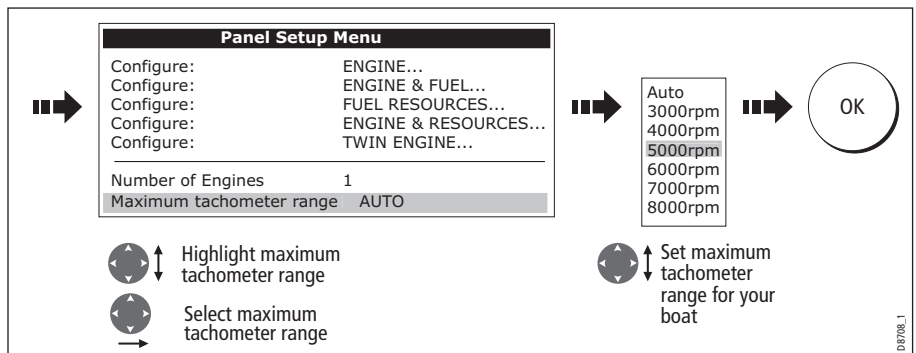 Panel Setup Menu
Configure: ENGINE...
Configure: ENGINE & FUEL...
Configure: FUEL RESOURCES...
Configure: ENGINE & RESOURCES...
Configure: TWIN ENGINE...
Number of Engines 1
Maximum tachometer range AUTO
Highlight maximum
tachometer range
Select maximum
tachometer range
Auto
3000rpm
4000rpm
5000rpm
6000rpm
7000rpm
8000rpm
Set maximum
tachometer
range for your
boat
OK
D8708_1